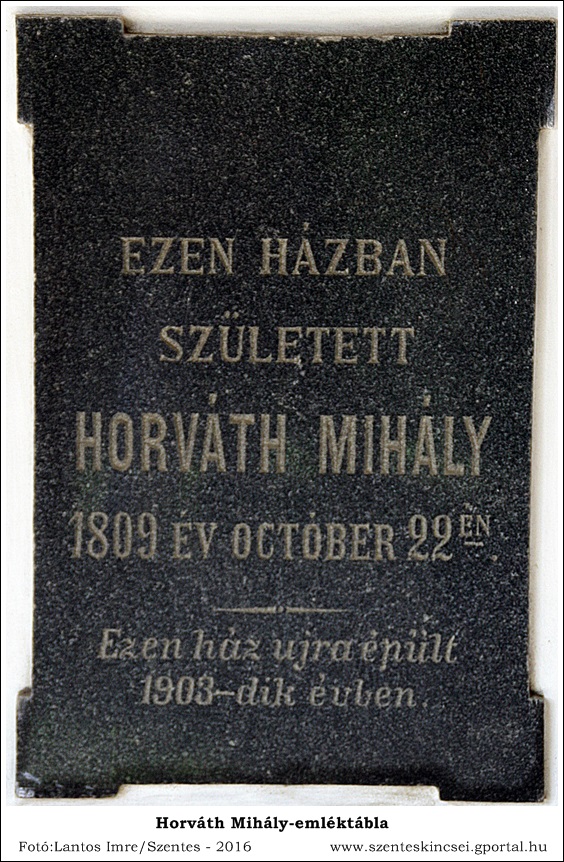 EZEN HÁZBAN
SZÜLETETT
HORVÁTH MIHÁLY
1809 ÉV OCTÓBER 22ÉN
Ezen ház ujra épült
1903-dik évben.
Horváth Mihály-emléktábla
Fotó:Lantos Imre/Szentes - 2016 www.szenteskincsei.gportal.hu